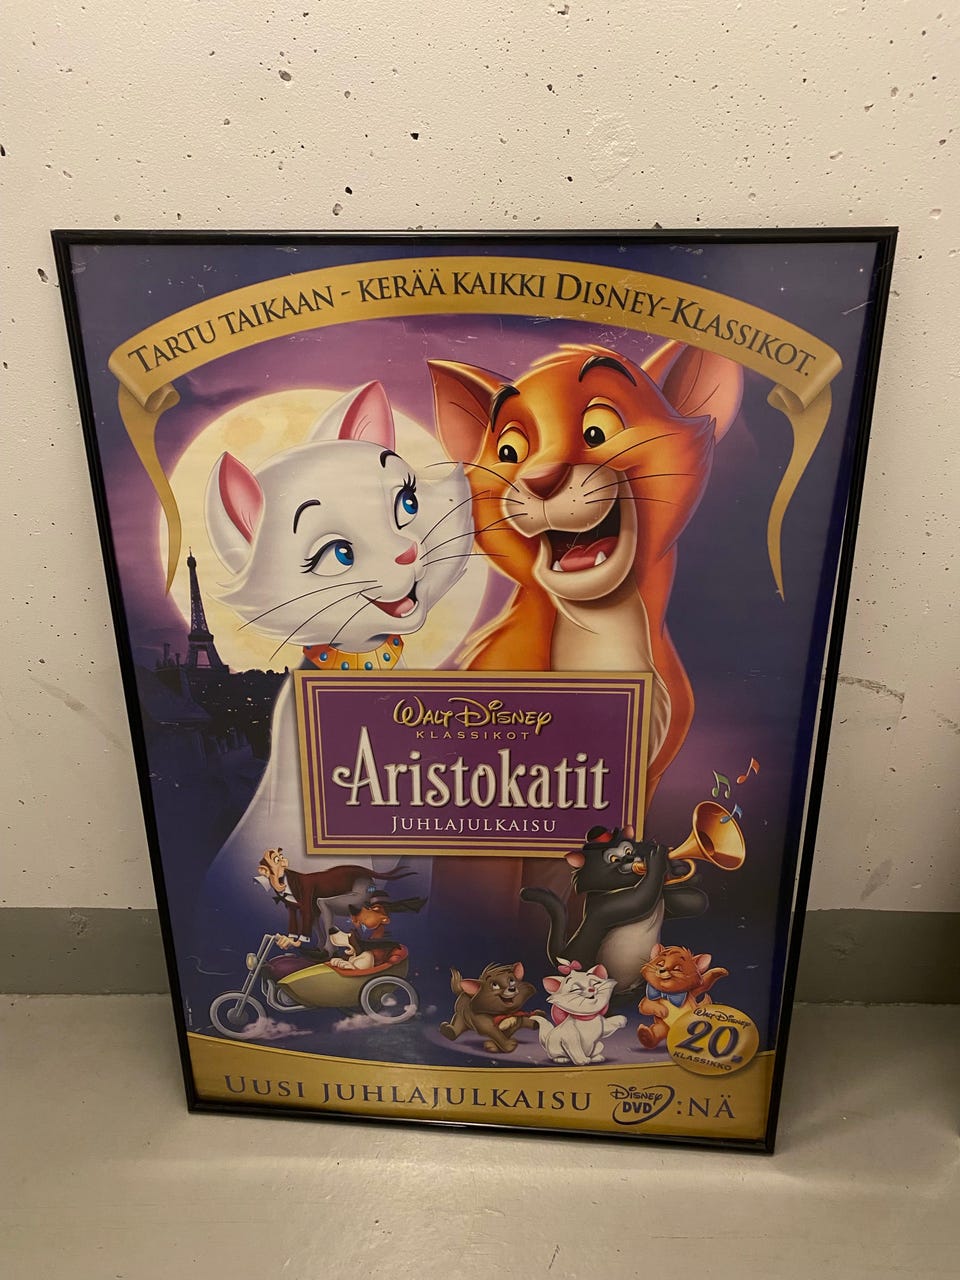 TARTU TAIKAAN - KERÄÄ KAIKKI DISNEY-KLASSIKOT.
WALT DISNEY
KLASSIKOT
Aristokatit
JUHLAJULKAISU
WALT DISNEY
20.
KLASSIKKO
UUSI JUHLAJULKAISU DISNEY DVD:NÄ